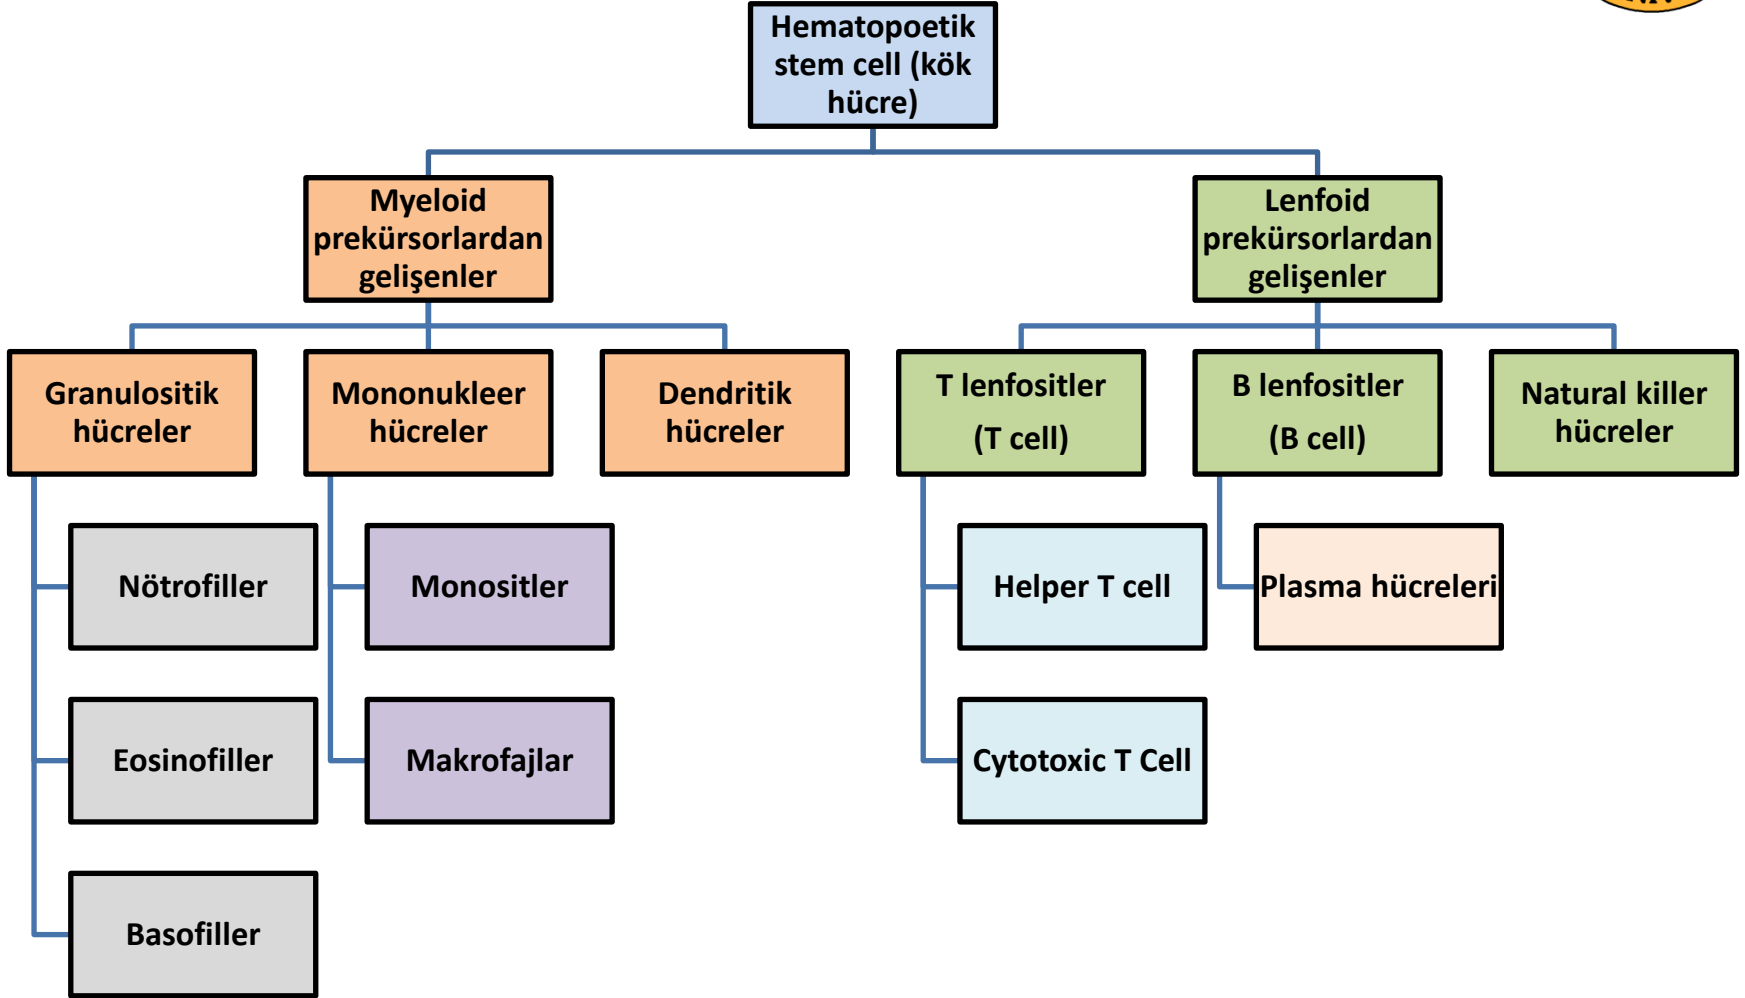 Hematopoetik
stem cell (kök
hücre)
Myeloid
prekürsorlardan
gelişenler
Lenfoid
prekürsorlardan
gelişenler
Granulositik
hücreler
Mononukleer
hücreler
Dendritik
hücreler
T lenfositler
(T cell)
B lenfositler
(B cell)
Natural killer
hücreler
Nötrofiller
Monositler
Helper T cell
Plasma hücreleri
Eosinofiller
Makrofajlar
Cytotoxic T Cell
Basofiller